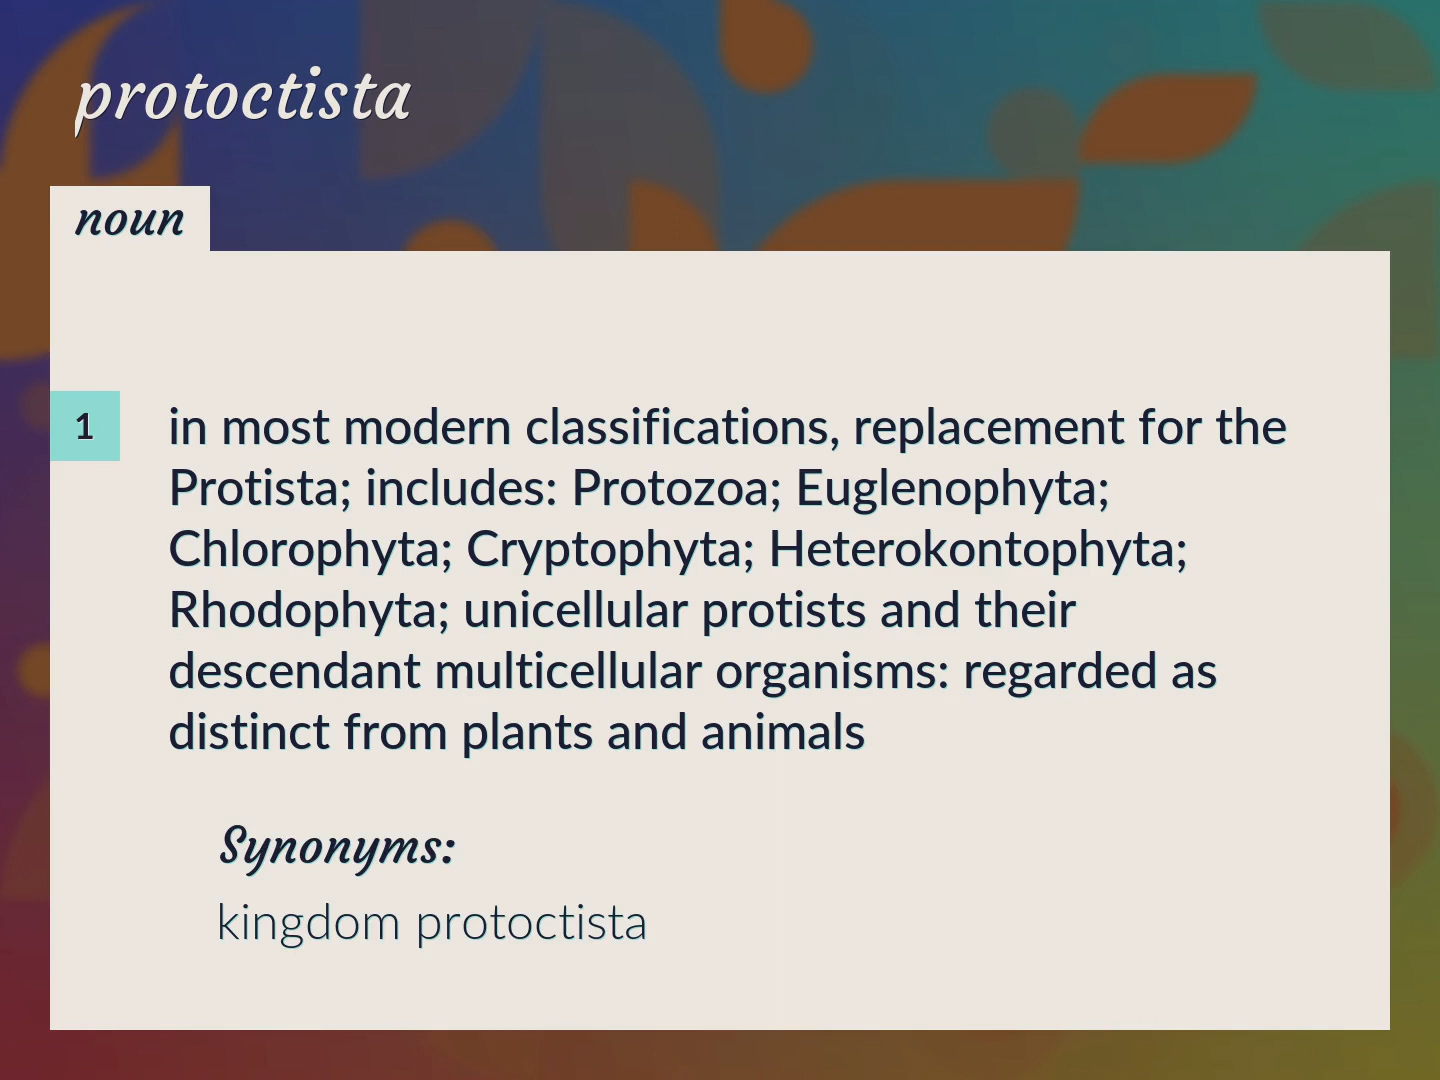 protoctista
noun
1
in most modern classifications, replacement for the
Protista; includes: Protozoa; Euglenophyta;
Chlorophyta; Cryptophyta; Heterokontophyta;
Rhodophyta; unicellular protists and their
descendant multicellular organisms: regarded as
distinct from plants and animals
Synonyms:
kingdom protoctista